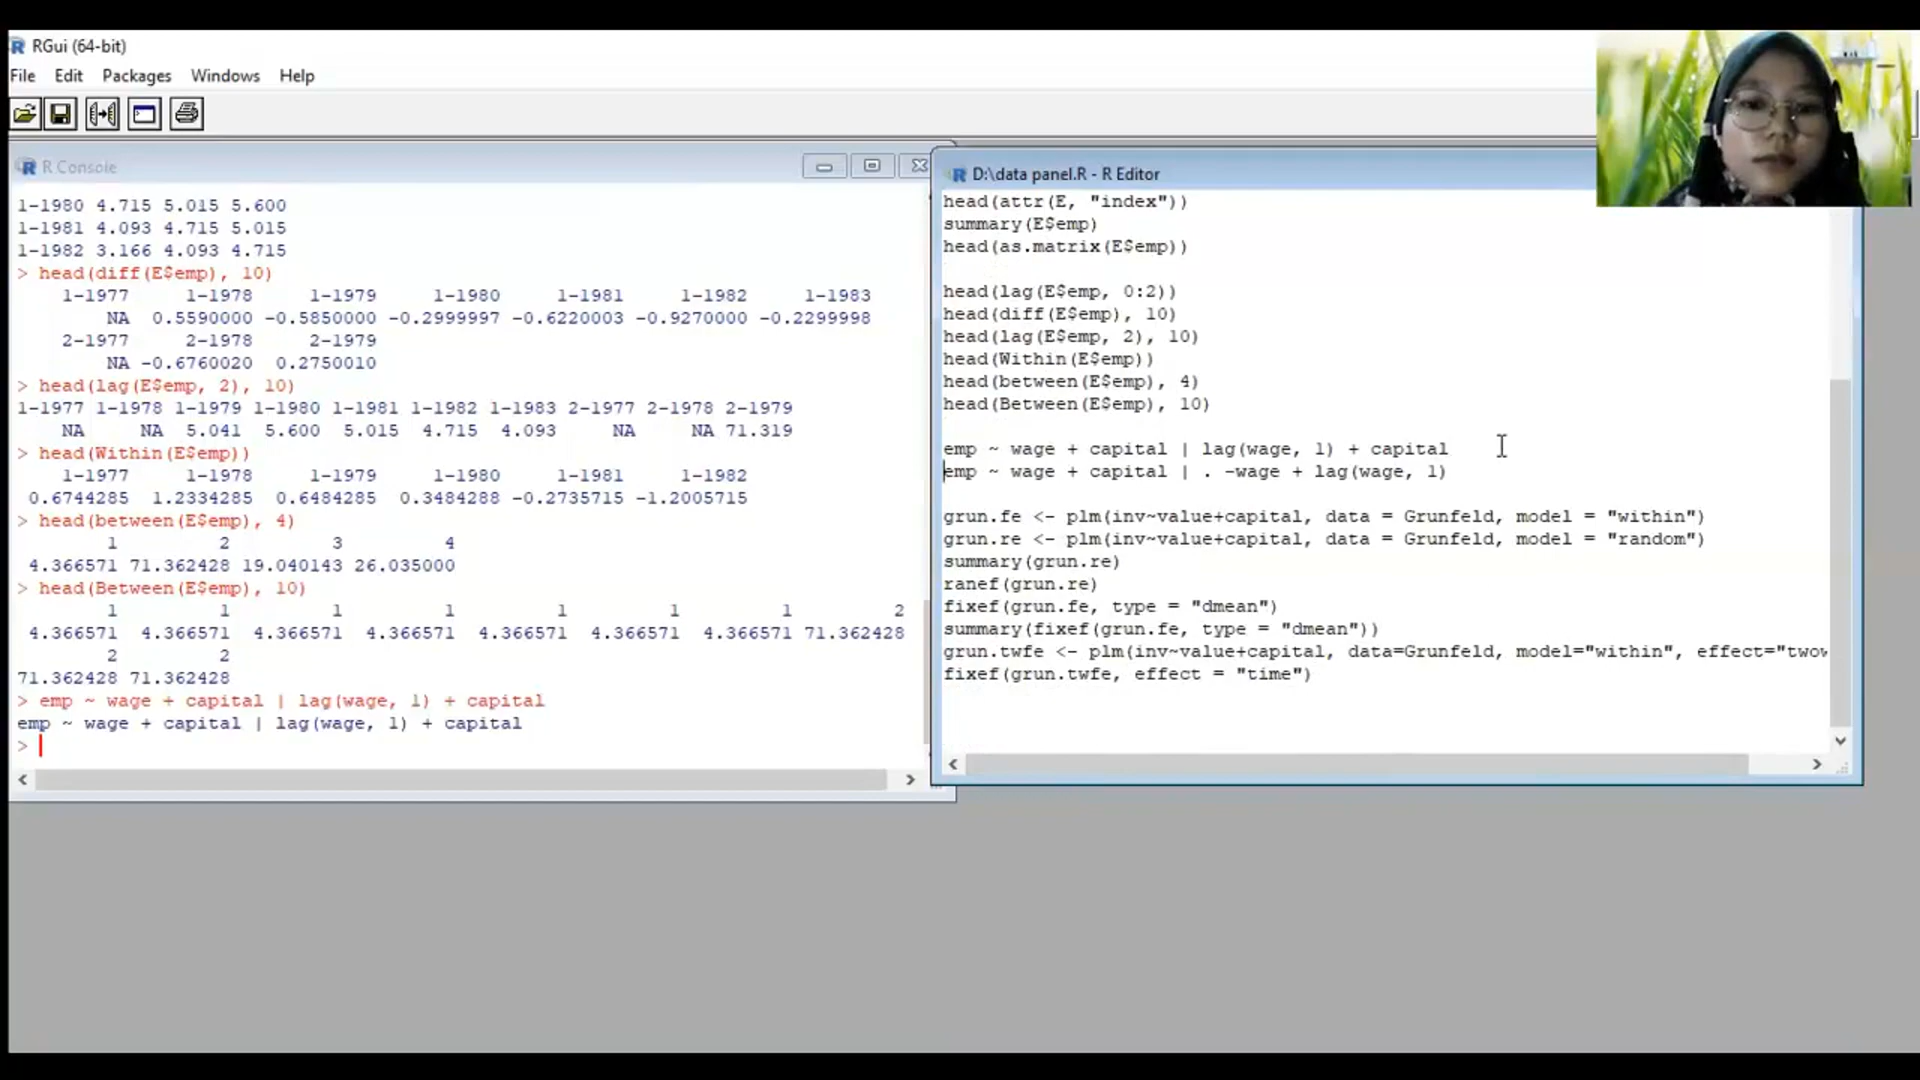 RGui (64-bit)
File Edit Packages Windows Help
R Console
1-1980 4.715 5.015 5.600
1-1981 4.093 4.715 5.015
1-1982 3.166 4.093 4.715
> head(diff(E$emp), 10)
1-1977 1-1978 1-1979 1-1980 1-1981 1-1982 1-1983
NA 0.5590000 -0.5850000 -0.2999997 -0.6220003 -0.9270000 -0.2299998
2-1977 2-1978 2-1979
NA -0.6760020 0.2750010
> head(lag(E$emp, 2), 10)
1-1977 1-1978 1-1979 1-1980 1-1981 1-1982 1-1983 2-1977 2-1978 2-1979
NA NA 5.041 5.600 5.015 4.715 4.093 NA NA 71.319
> head(Within(E$emp))
1-1977 1-1978 1-1979 1-1980 1-1981 1-1982
0.6744285 1.2334285 0.6484285 0.3484288 -0.2735715 -1.2005715
> head(between(E$emp), 4)
1 2 3 4
4.366571 71.362428 19.040143 26.035000
> head(Between(E$emp), 10)
1 1 1 1 1 1 1 2
4.366571 4.366571 4.366571 4.366571 4.366571 4.366571 4.366571 71.362428
2 2
71.362428 71.362428
> emp ~ wage + capital | lag(wage, 1) + capital
emp ~ wage + capital | lag(wage, 1) + capital
>
D:\data panel.R - R Editor
head(attr(E, "index"))
summary(E$emp)
head(as.matrix(E$emp))
head(lag(E$emp, 0:2))
head(diff(E$emp), 10)
head(lag(E$emp, 2), 10)
head(Within(E$emp))
head(between(E$emp), 4)
head(Between(E$emp), 10)
emp ~ wage + capital | lag(wage, 1) + capital
emp ~ wage + capital | . -wage + lag(wage, 1)
grun.fe <- plm(inv~value+capital, data = Grunfeld, model = "within")
grun.re <- plm(inv~value+capital, data = Grunfeld, model = "random")
summary(grun.re)
ranef(grun.re)
fixef(grun.fe, type = "dmean")
summary(fixef(grun.fe, type = "dmean"))
grun.twfe <- plm(inv~value+capital, data=Grunfeld, model="within", effect="twow
fixef(grun.twfe, effect = "time")